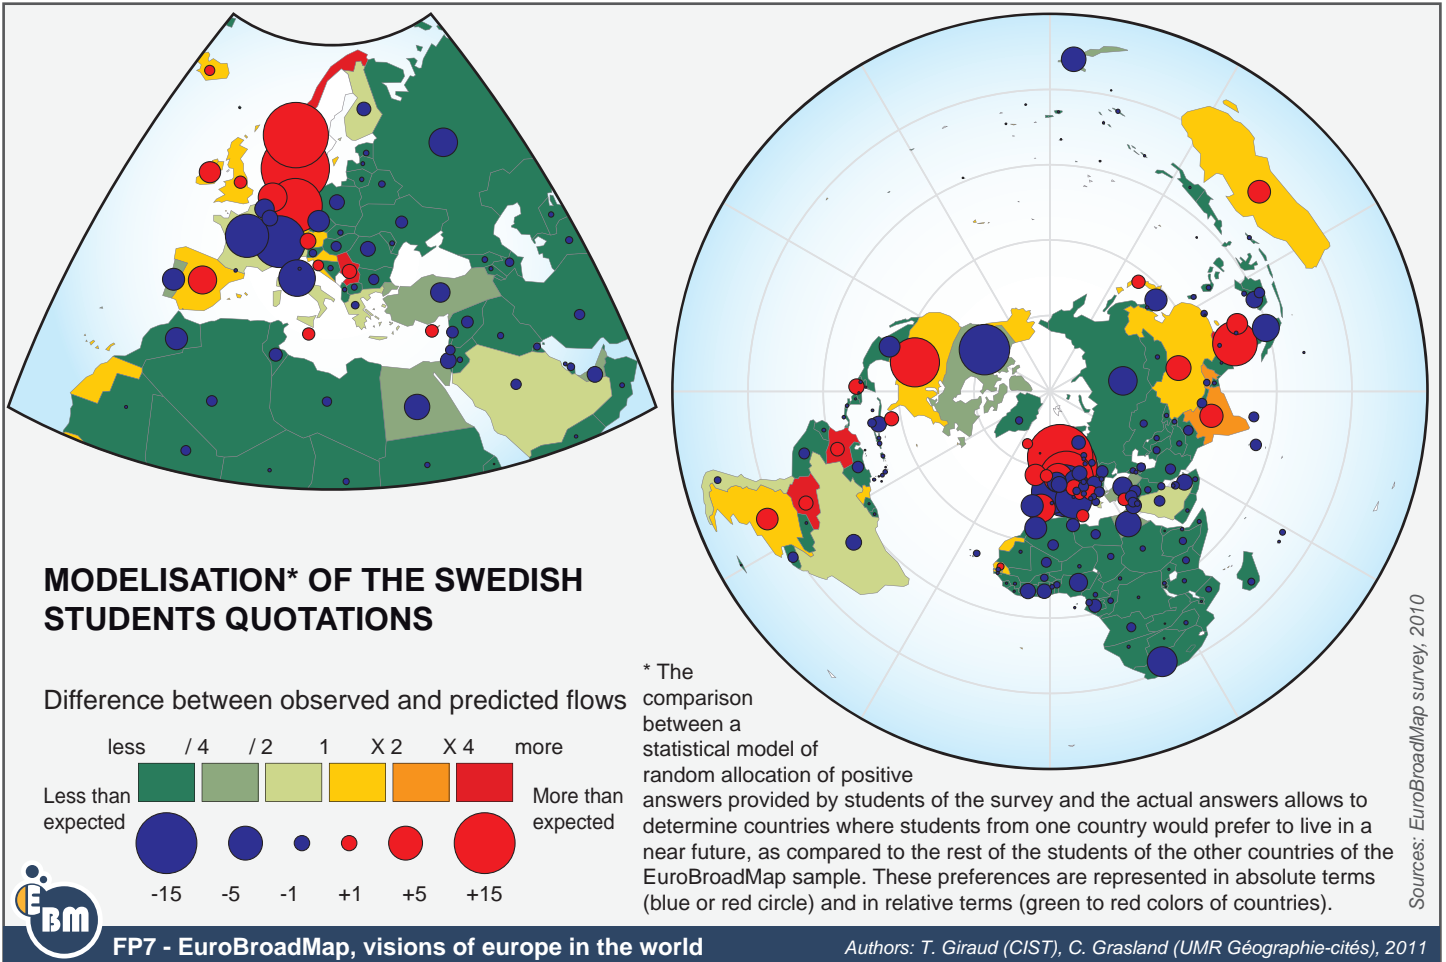 MODELISATION* OF THE SWEDISH
STUDENTS QUOTATIONS
Difference between observed and predicted flows
less / 4 / 2 1 X 2 X 4 more
Less than
expected
More than
expected
-15 -5 -1 +1 +5 +15
* The
comparison
between a
statistical model of
random allocation of positive
answers provided by students of the survey and the actual answers allows to
determine countries where students from one country would prefer to live in a
near future, as compared to the rest of the students of the other countries of the
EuroBroadMap sample. These preferences are represented in absolute terms
(blue or red circle) and in relative terms (green to red colors of countries).
Sources: EuroBroadMap survey, 2010
EBM
FP7 - EuroBroadMap, visions of europe in the world
Authors: T. Giraud (CIST), C. Grasland (UMR Géographie-cités), 2011